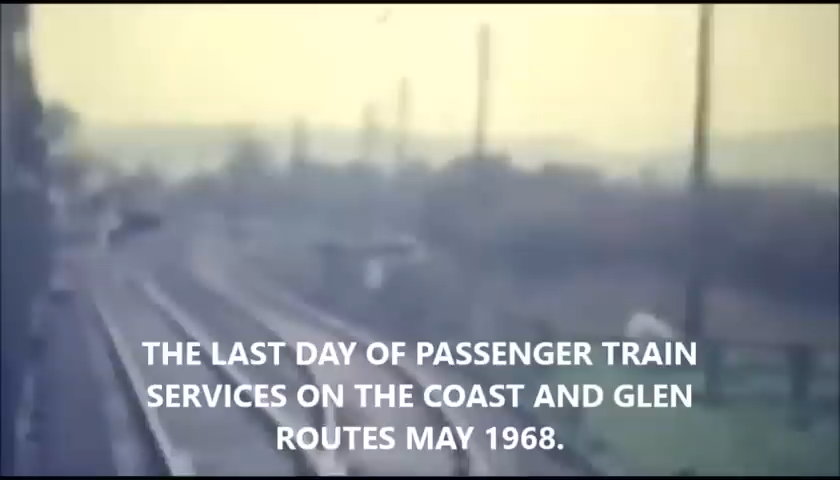 THE LAST DAY OF PASSENGER TRAIN
SERVICES ON THE COAST AND GLEN
ROUTES MAY 1968.